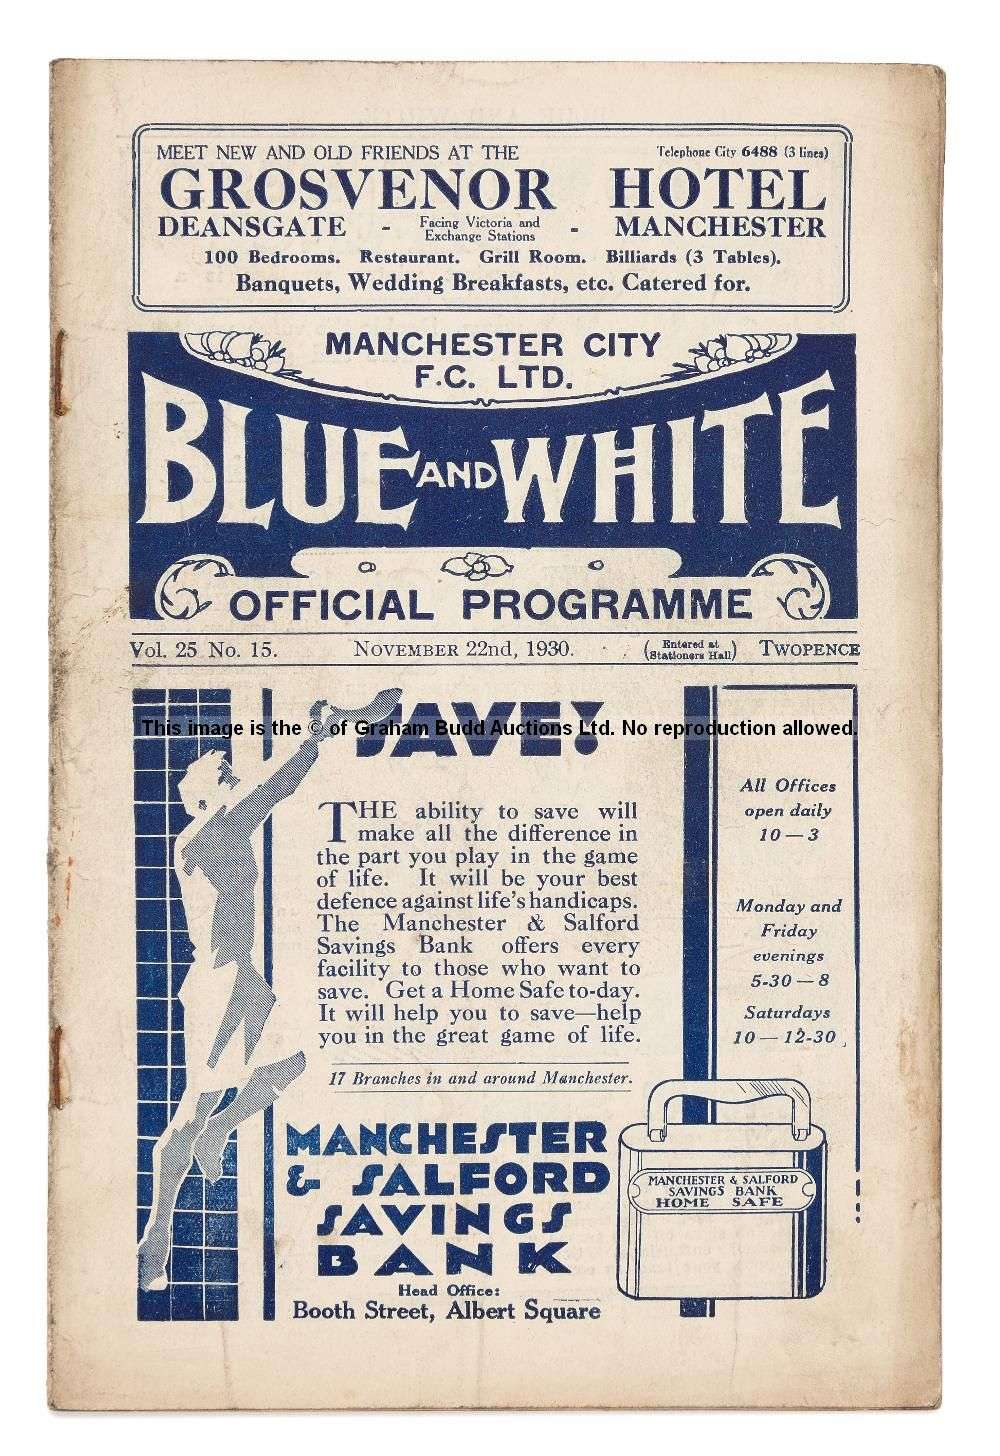 MEET NEW AND OLD FRIENDS AT THE Telephone City 6488 (3 lines)
GROSVENOR HOTEL
DEANSGATE - Facing Victoria and Exchange Stations - MANCHESTER
100 Bedrooms. Restaurant. Grill Room. Billiards (3 Tables).
Banquets, Wedding Breakfasts, etc. Catered for.
MANCHESTER CITY
F.C. LTD.
BLUE AND WHITE
OFFICIAL PROGRAMME
Vol. 25 No. 15. NOVEMBER 22nd, 1930. (Entered at Stationers Hall) TWOPENCE
SAVE!
This image is the © of Graham Budd Auctions Ltd. No reproduction allowed.
THE ability to save will
make all the difference in
the part you play in the game
of life. It will be your best
defence against life's handicaps.
The Manchester & Salford
Savings Bank offers every
facility to those who want to
save. Get a Home Safe to-day.
It will help you to save—help
you in the great game of life.
17 Branches in and around Manchester.
MANCHESTER
& SALFORD
SAVINGS
BANK
Head Office:
Booth Street, Albert Square
All Offices
open daily
10—3
Monday and
Friday
evenings
5-30—8
Saturdays
10—12-30
MANCHESTER & SALFORD
SAVINGS BANK
HOME SAFE